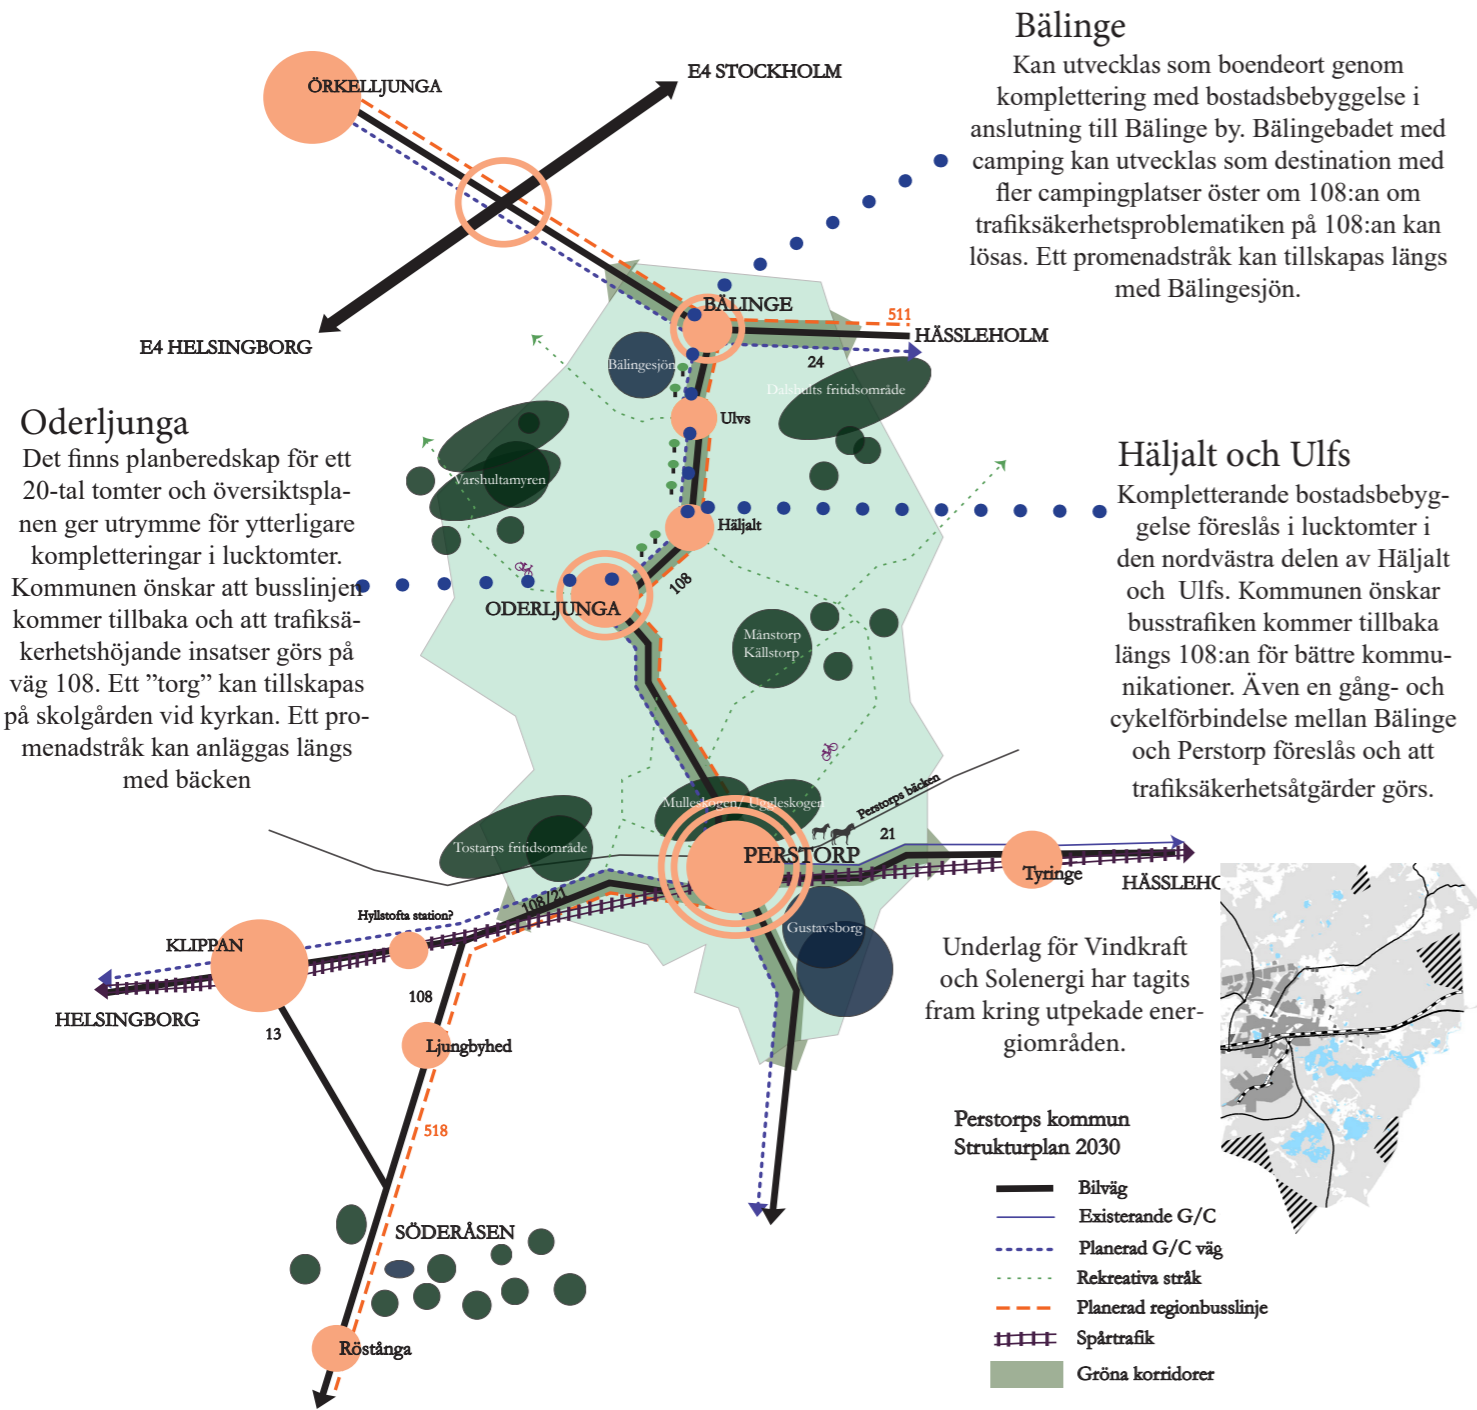 Bälinge
Kan utvecklas som boendeort genom
komplettering med bostadsbebyggelse i
anslutning till Bälinge by. Bälingebadet med
camping kan utvecklas som destination med
fler campingplatser öster om 108:an om
trafiksäkerhetsproblematiken på 108:an kan
lösas. Ett promenadstråk kan tillskapas längs
med Bälingesjön.
ÖRKELLJUNGA
E4 STOCKHOLM
E4 HELSINGBORG
BÄLINGE
511
HÄSSLEHOLM
24
Bälingesjön
Dalshults fritidsområde
Ulvs
Oderljunga
Det finns planberedskap för ett
20-tal tomter och översiktspla-
nen ger utrymme för ytterligare
kompletteringar i lucktomter.
Kommunen önskar att busslinjen
kommer tillbaka och att trafiksä-
kerhetshöjande insatser görs på
väg 108. Ett ”torg” kan tillskapas
på skolgården vid kyrkan. Ett pro-
menadstråk kan anläggas längs
med bäcken
Varshultamyren
Häljalt
108
ODERLJUNGA
Månstorp
Källstorp
Häljalt och Ulfs
Kompletterande bostadsbebyg-
gelse föreslås i lucktomter i
den nordvästra delen av Häljalt
och Ulfs. Kommunen önskar
busstrafiken kommer tillbaka
längs 108:an för bättre kommu-
nikationer. Även en gång- och
cykelförbindelse mellan Bälinge
och Perstorp föreslås och att
trafiksäkerhetsåtgärder görs.
Mulleskogen/ Uggleskogen
Perstorps bäcken
Tostarps fritidsområde
PERSTORP
21
Tyringe
HÄSSLEHO
108/21
Hyllstofta station?
Gustavsborg
KLIPPAN
HELSINGBORG
13
108
Ljungbyhed
518
SÖDERÅSEN
Röstånga
Underlag för Vindkraft
och Solenergi har tagits
fram kring utpekade ener-
giområden.
Perstorps kommun
Strukturplan 2030
Bilväg
Existerande G/C
Planerad G/C väg
Rekreativa stråk
Planerad regionbusslinje
Spårtrafik
Gröna korridorer